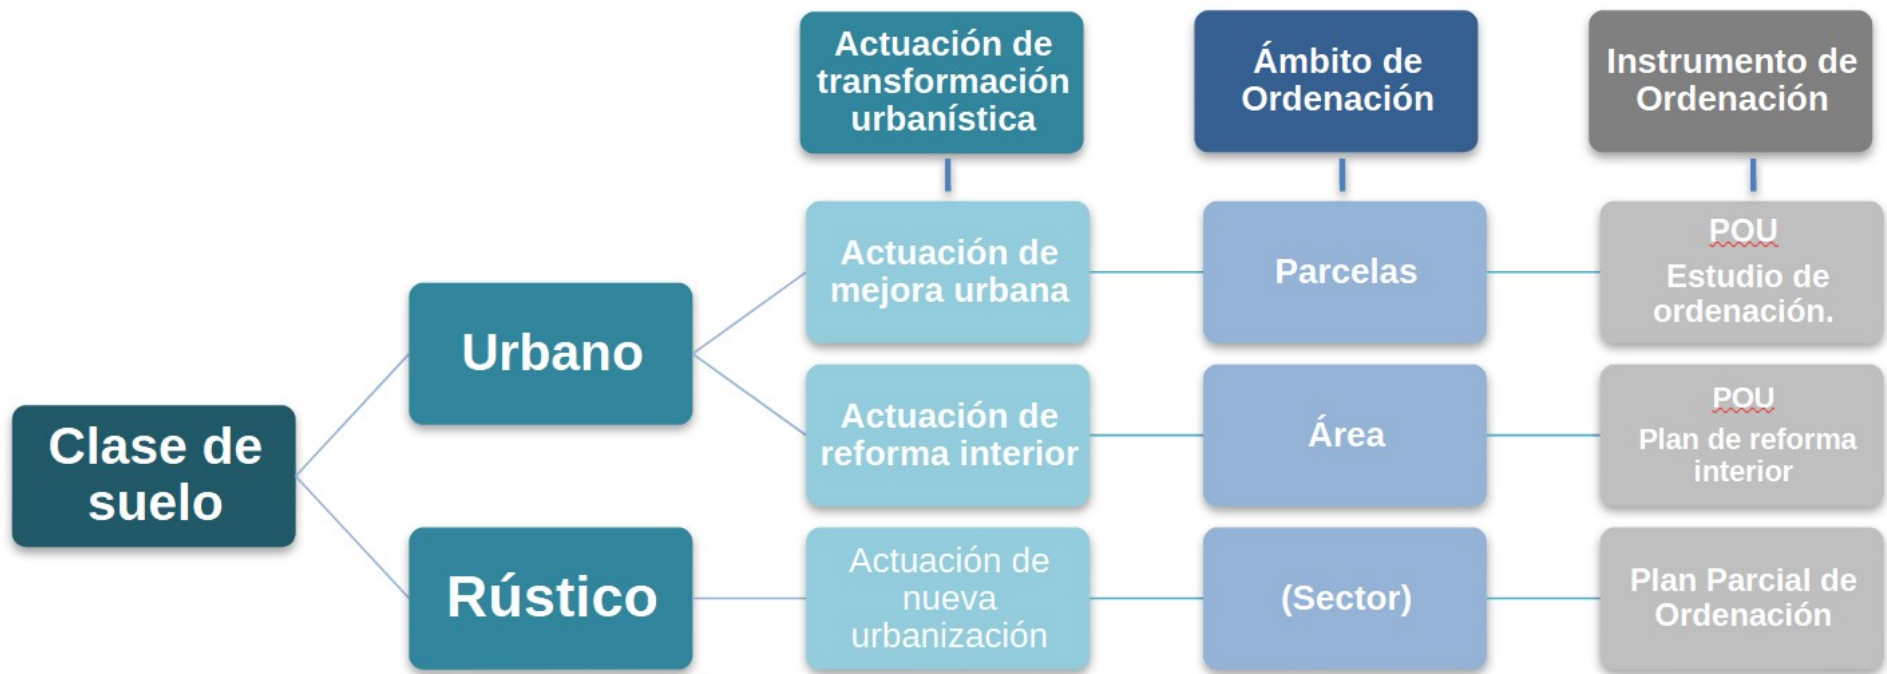 Actuación de
transformación
urbanística
Ámbito de
Ordenación
Instrumento de
Ordenación
Clase de
suelo
Urbano
Actuación de
mejora urbana
Parcelas
POU
Estudio de
ordenación.
Actuación de
reforma interior
Área
POU
Plan de reforma
interior
Rústico
Actuación de
nueva
urbanización
(Sector)
Plan Parcial de
Ordenación